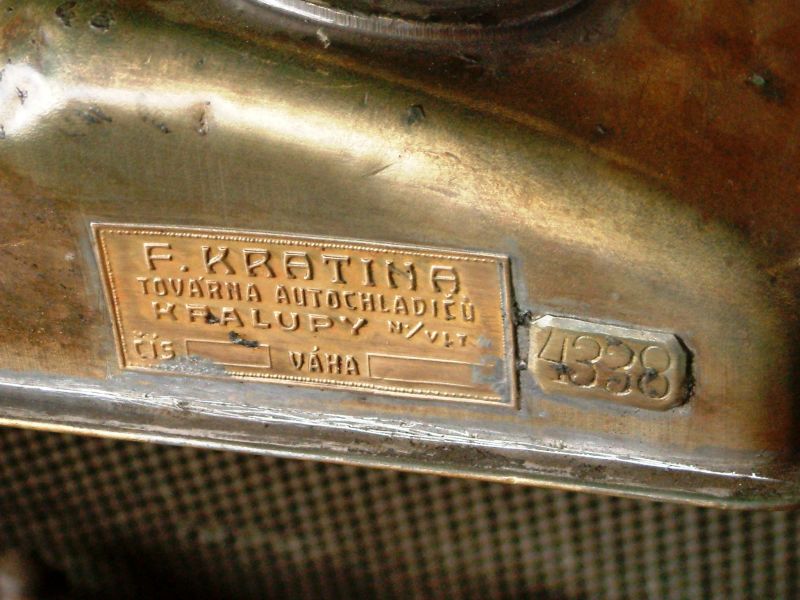 F. KRATINA
TOVÁRNA AUTOCHLADIČŮ
KRALUPY N/VLT.
ČÍS VÁHA
4338